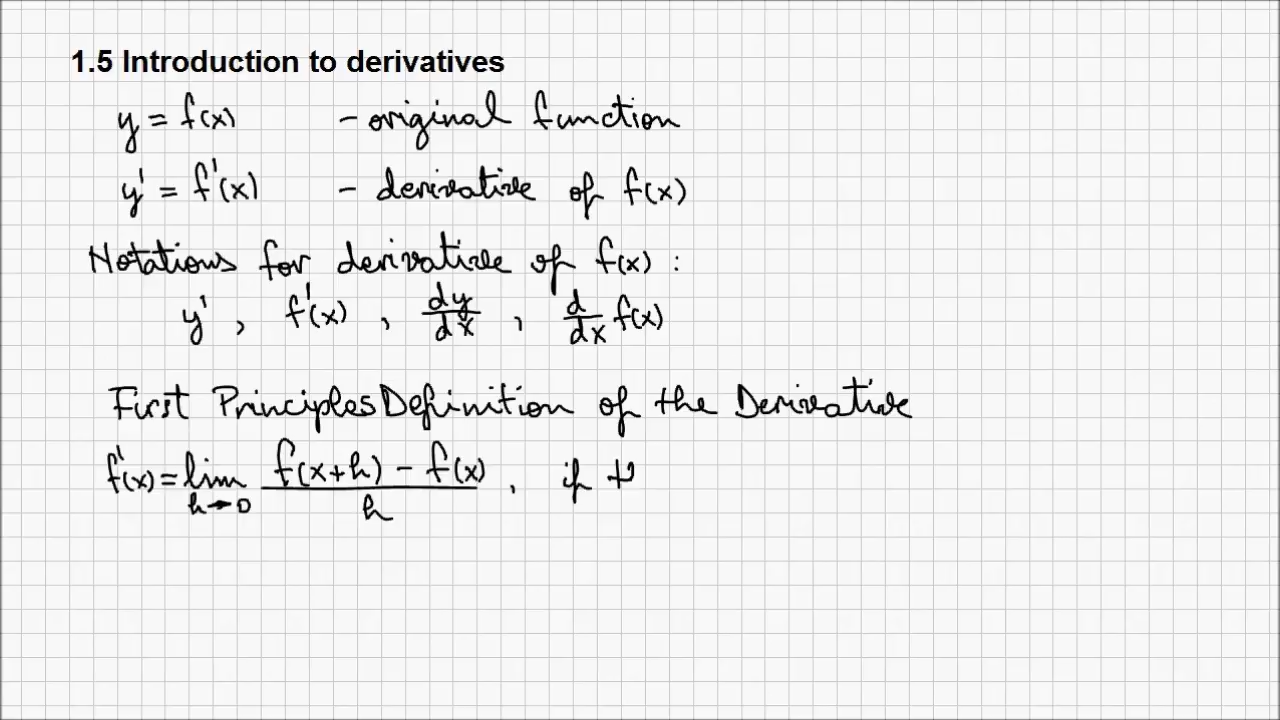 1.5 Introduction to derivatives
y = f(x) - original function
y' = f'(x) - derivative of f(x)
Notations for derivative of f(x) :
y' , f'(x) , dy/dx , d/dx f(x)
First Principles Definition of the Derivative
f'(x) = lim h→0 f(x+h) - f(x) / h , if